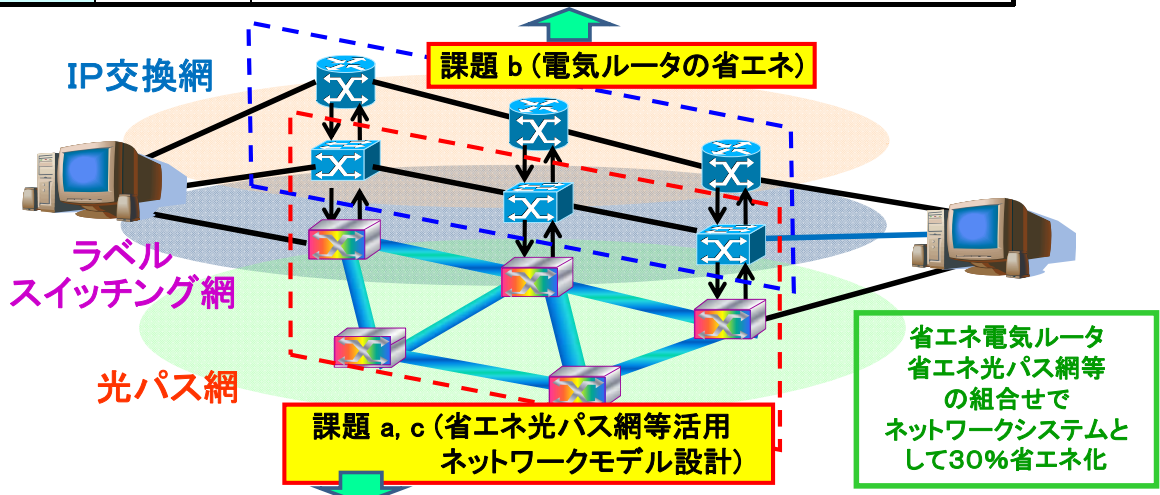 課題 b (電気ルータの省エネ)
IP交換網
ラベル
スイッチング網
光パス網
課題 a, c (省エネ光パス網等活用
ネットワークモデル設計)
省エネ電気ルータ
省エネ光パス網等
の組合せで
ネットワークシステムと
して30%省エネ化